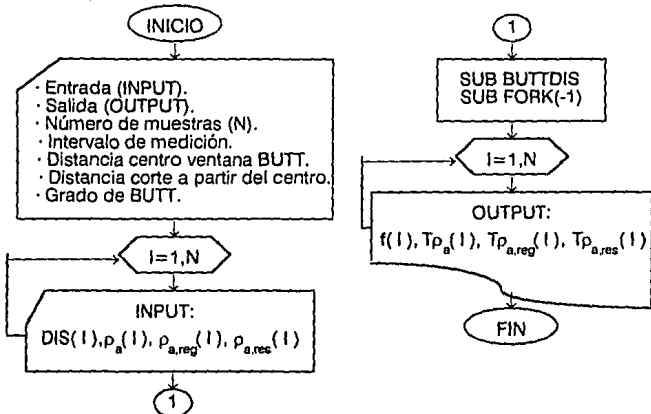 INICIO
· Entrada (INPUT).
· Salida (OUTPUT).
· Número de muestras (N).
· Intervalo de medición.
· Distancia centro ventana BUTT.
· Distancia corte a partir del centro.
· Grado de BUTT.
I=1,N
INPUT:
DIS(I),ρa(I), ρa,reg(I), ρa,res(I)
1
1
SUB BUTTDIS
SUB FORK(-1)
I=1,N
OUTPUT:
f(I), Tρa(I), Tρa,reg(I), Tρa,res(I)
FIN